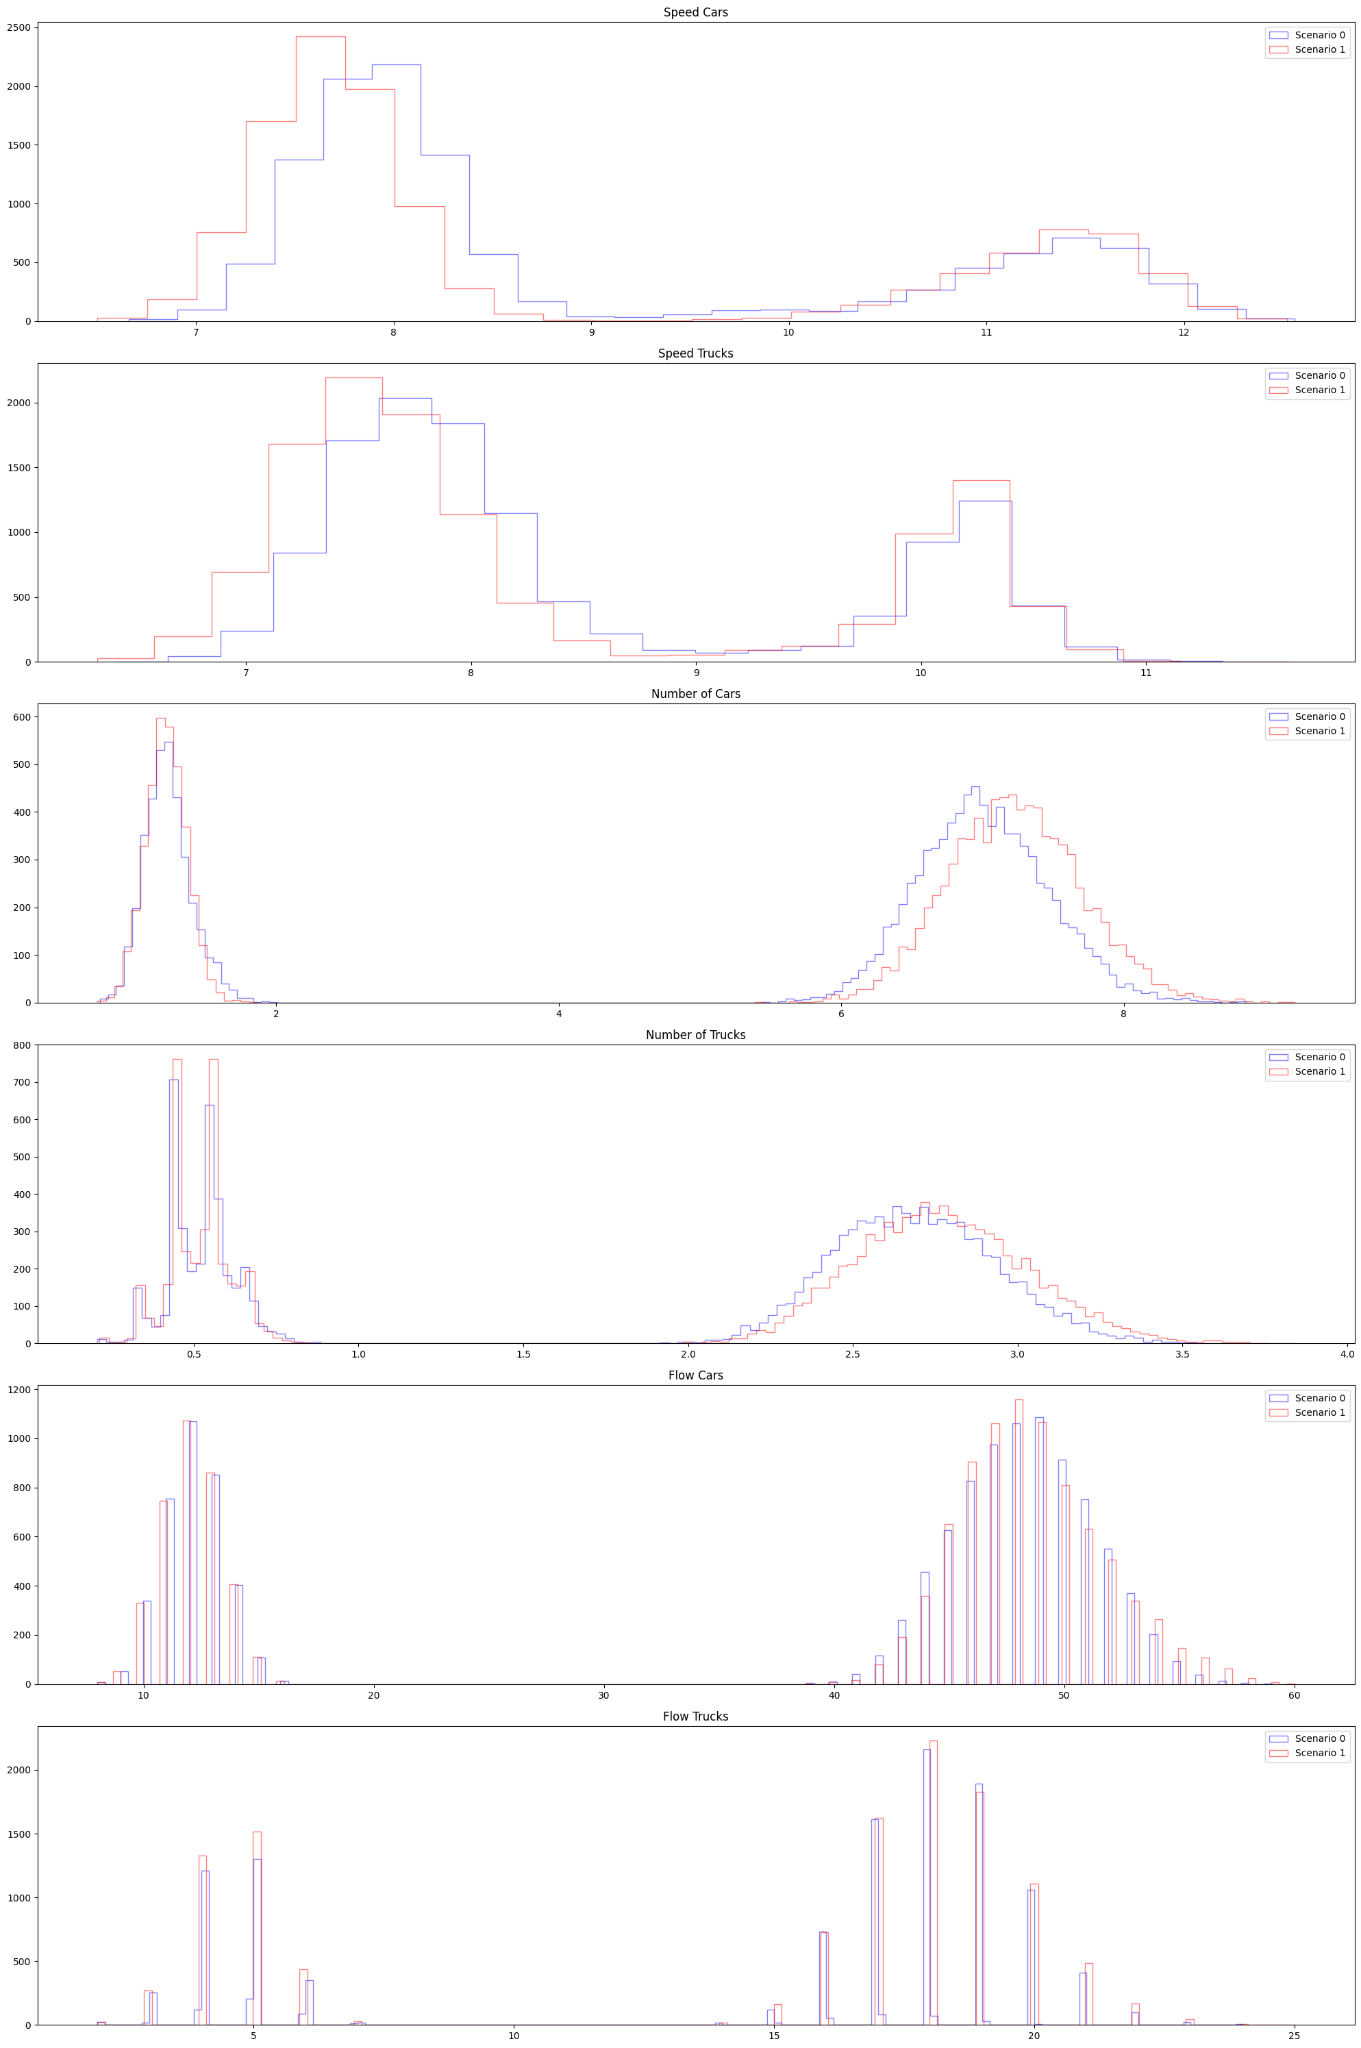 Speed Cars
2500
2000
1500
1000
500
0
Scenario 0
Scenario 1
7 8 9 10 11 12
Speed Trucks
2000
1500
1000
500
0
Scenario 0
Scenario 1
7 8 9 10 11
Number of Cars
600
500
400
300
200
100
0
Scenario 0
Scenario 1
2 4 6 8
Number of Trucks
800
700
600
500
400
300
200
100
0
Scenario 0
Scenario 1
0.5 1.0 1.5 2.0 2.5 3.0 3.5 4.0
Flow Cars
1200
1000
800
600
400
200
0
Scenario 0
Scenario 1
10 20 30 40 50 60
Flow Trucks
2000
1500
1000
500
0
Scenario 0
Scenario 1
5 10 15 20 25